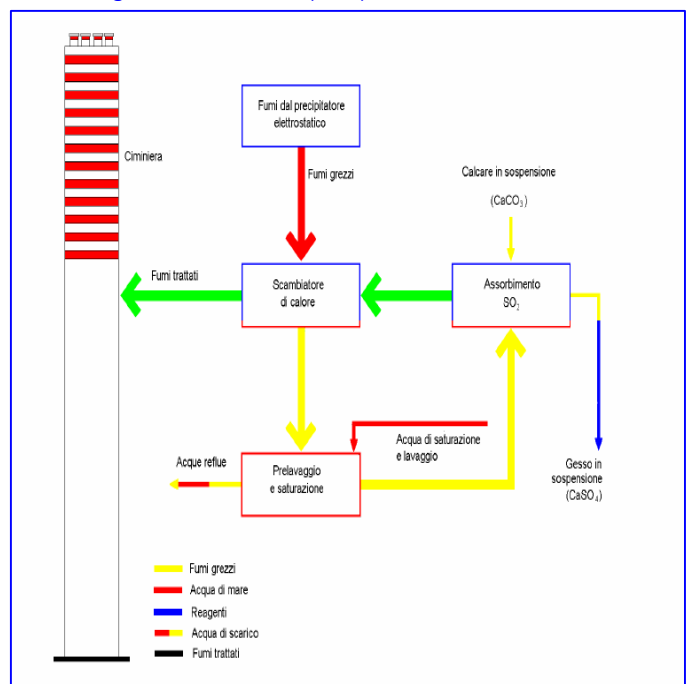 Fumi dal precipitatore
elettrostatico
Ciminiera
Fumi grezzi
Calcare in sospensione
(CaCO3)
Fumi trattati
Scambiatore
di calore
Assorbimento
SO2
Acqua di saturazione
e lavaggio
Acque reflue
Prelavaggio
e saturazione
Gesso in
sospensione
(CaSO4)
Fumi grezzi
Acqua di mare
Reagenti
Acqua di scarico
Fumi trattati